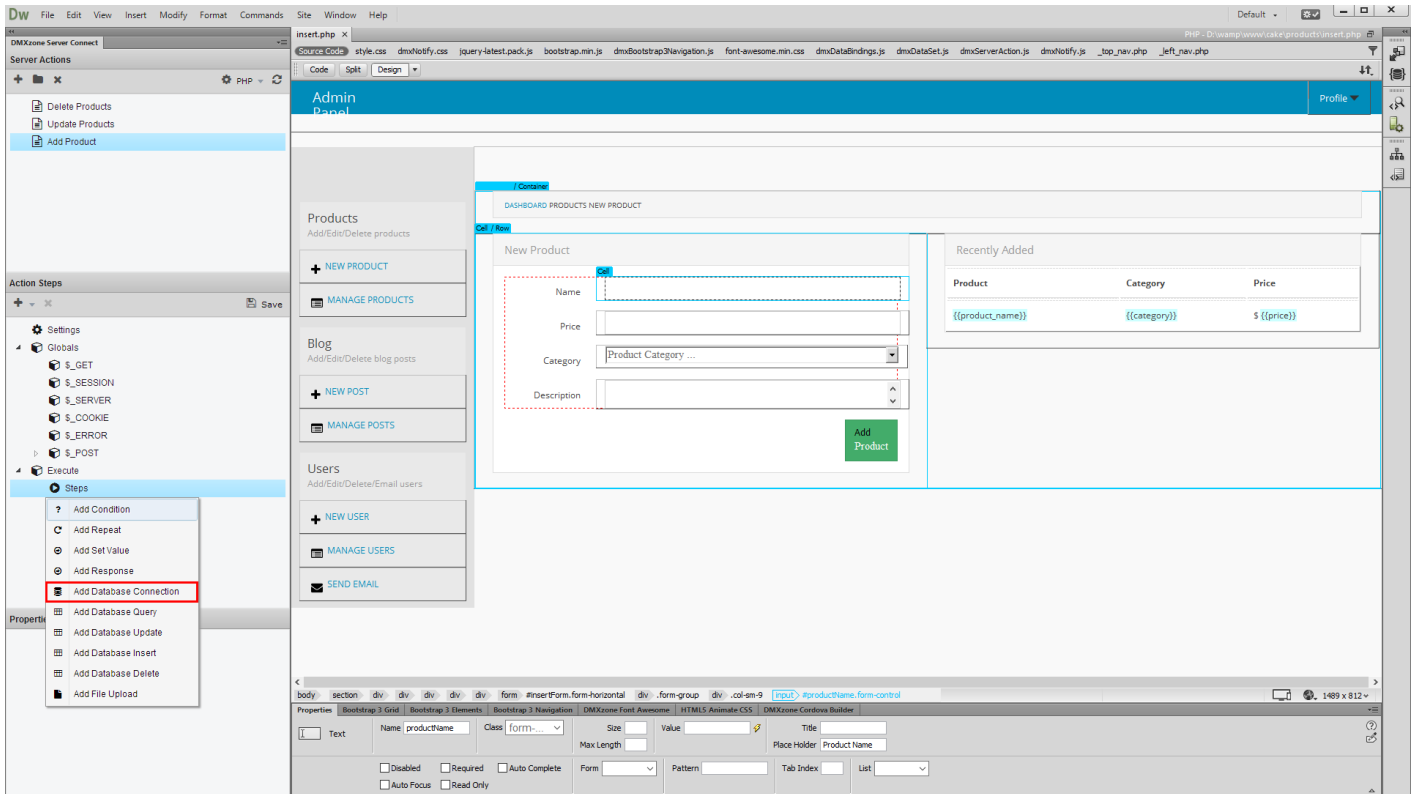 Dw File Edit View Insert Modify Format Commands Site Window Help Default
DMXzone Server Connect
Server Actions
PHP
Delete Products
Update Products
Add Product
Action Steps
Save
Settings
Globals
$_GET
$_SESSION
$_SERVER
$_COOKIE
$_ERROR
$_POST
Execute
Steps
? Add Condition
Add Repeat
Add Set Value
Add Response
Add Database Connection
Add Database Query
Add Database Update
Add Database Insert
Add Database Delete
Add File Upload
insert.php × PHP - D:\wamp\www\cake\products\insert.php
Source Code style.css dmxNotify.css jquery-latest.pack.js bootstrap.min.js dmxBootstrap3Navigation.js font-awesome.min.css dmxDataBindings.js dmxDataSet.js dmxServerAction.js dmxNotify.js _top_nav.php _left_nav.php
Code Split Design
Admin
Panel
Profile
Products
Add/Edit/Delete products
NEW PRODUCT
MANAGE PRODUCTS
Blog
Add/Edit/Delete blog posts
NEW POST
MANAGE POSTS
Users
Add/Edit/Delete/Email users
NEW USER
MANAGE USERS
SEND EMAIL
/ Container
DASHBOARD PRODUCTS NEW PRODUCT
Cell / Row
New Product
Cell
Name
Price
Category Product Category ...
Description
Add
Product
Recently Added
Product Category Price
{{product_name}} {{category}} $ {{price}}
body section div div div div div form #insertForm.form-horizontal div .form-group div .col-sm-9 input #productName.form-control 1489 x 812
Properties Bootstrap 3 Grid Bootstrap 3 Elements Bootstrap 3 Navigation DMXzone Font Awesome HTML5 Animate CSS DMXzone Cordova Builder
Text Name productName Class form-... Size Value Title
Max Length Place Holder Product Name
Disabled Required Auto Complete Form Pattern Tab Index List
Auto Focus Read Only